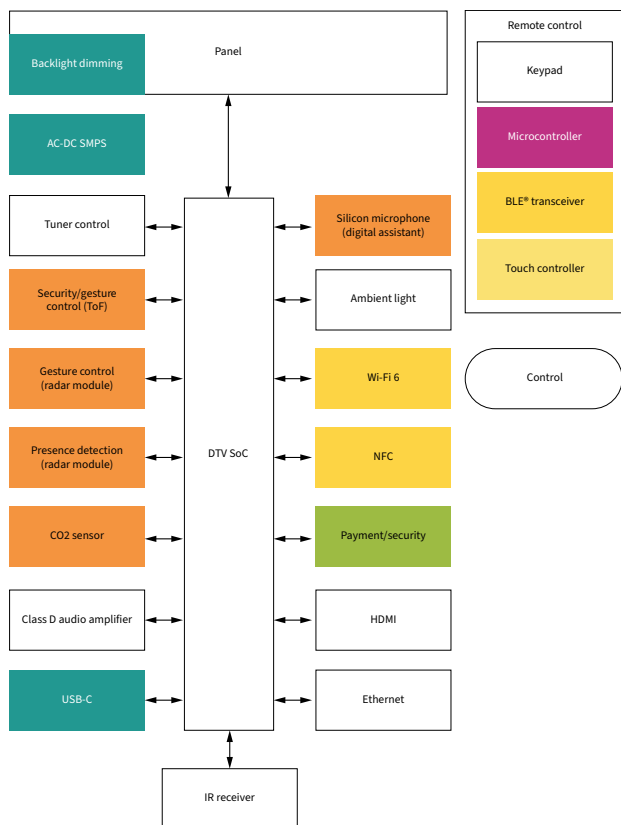 Panel
Backlight dimming
AC-DC SMPS
Tuner control
Security/gesture
control (ToF)
Gesture control
(radar module)
Presence detection
(radar module)
CO2 sensor
Class D audio amplifier
USB-C
DTV SoC
IR receiver
Silicon microphone
(digital assistant)
Ambient light
Wi-Fi 6
NFC
Payment/security
HDMI
Ethernet
Remote control
Keypad
Microcontroller
BLE® transceiver
Touch controller
Control